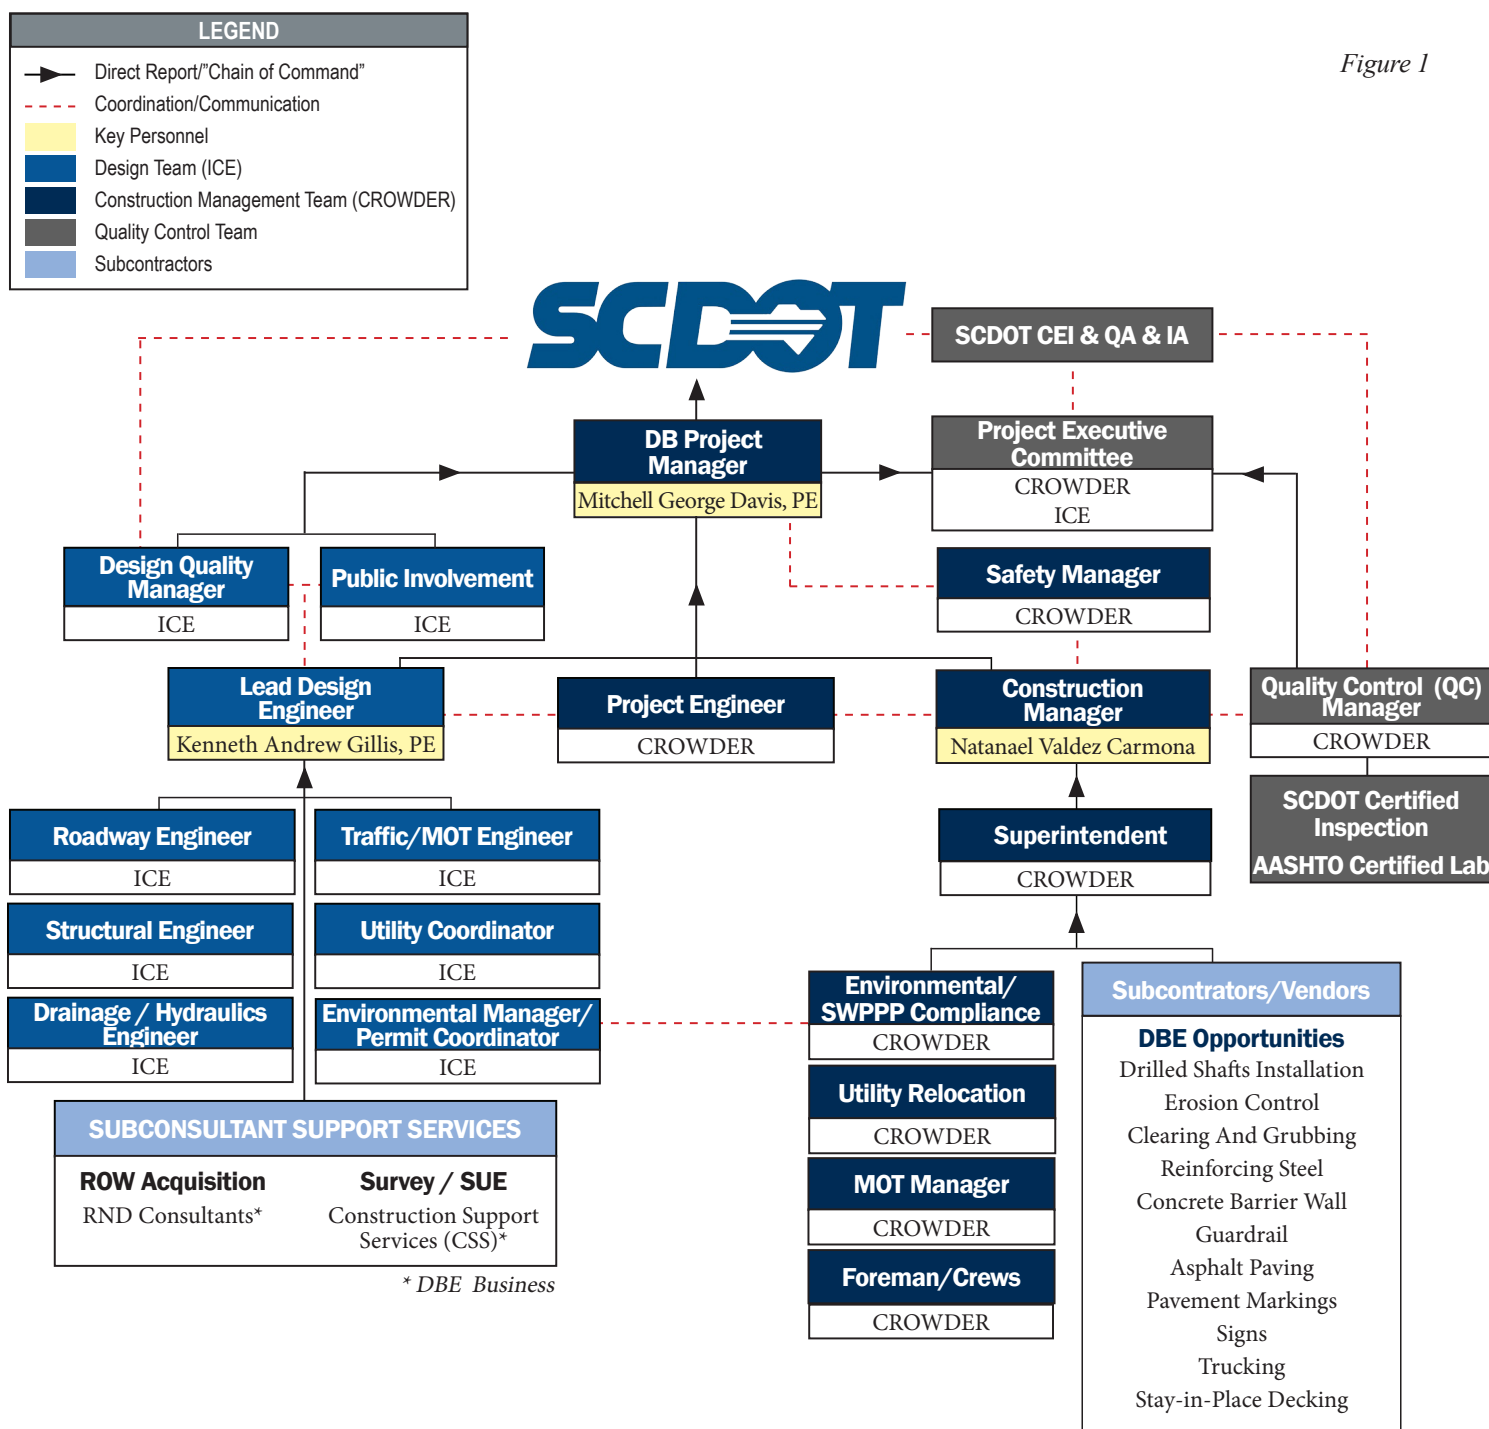 LEGEND
Direct Report/”Chain of Command”
Coordination/Communication
Key Personnel
Design Team (ICE)
Construction Management Team (CROWDER)
Quality Control Team
Subcontractors
Figure 1
SCDOT
SCDOT CEI & QA & IA
DB Project
Manager
Mitchell George Davis, PE
Project Executive
Committee
CROWDER
ICE
Design Quality
Manager
ICE
Public Involvement
ICE
Safety Manager
CROWDER
Lead Design
Engineer
Kenneth Andrew Gillis, PE
Project Engineer
CROWDER
Construction
Manager
Natanael Valdez Carmona
Quality Control (QC)
Manager
CROWDER
SCDOT Certified
Inspection
AASHTO Certified Lab
Roadway Engineer
ICE
Traffic/MOT Engineer
ICE
Superintendent
CROWDER
Structural Engineer
ICE
Utility Coordinator
ICE
Drainage / Hydraulics
Engineer
ICE
Environmental Manager/
Permit Coordinator
ICE
Environmental/
SWPPP Compliance
CROWDER
Utility Relocation
CROWDER
MOT Manager
CROWDER
Foreman/Crews
CROWDER
Subcontrators/Vendors
DBE Opportunities
Drilled Shafts Installation
Erosion Control
Clearing And Grubbing
Reinforcing Steel
Concrete Barrier Wall
Guardrail
Asphalt Paving
Pavement Markings
Signs
Trucking
Stay-in-Place Decking
SUBCONSULTANT SUPPORT SERVICES
ROW Acquisition
RND Consultants*
Survey / SUE
Construction Support
Services (CSS)*
* DBE Business